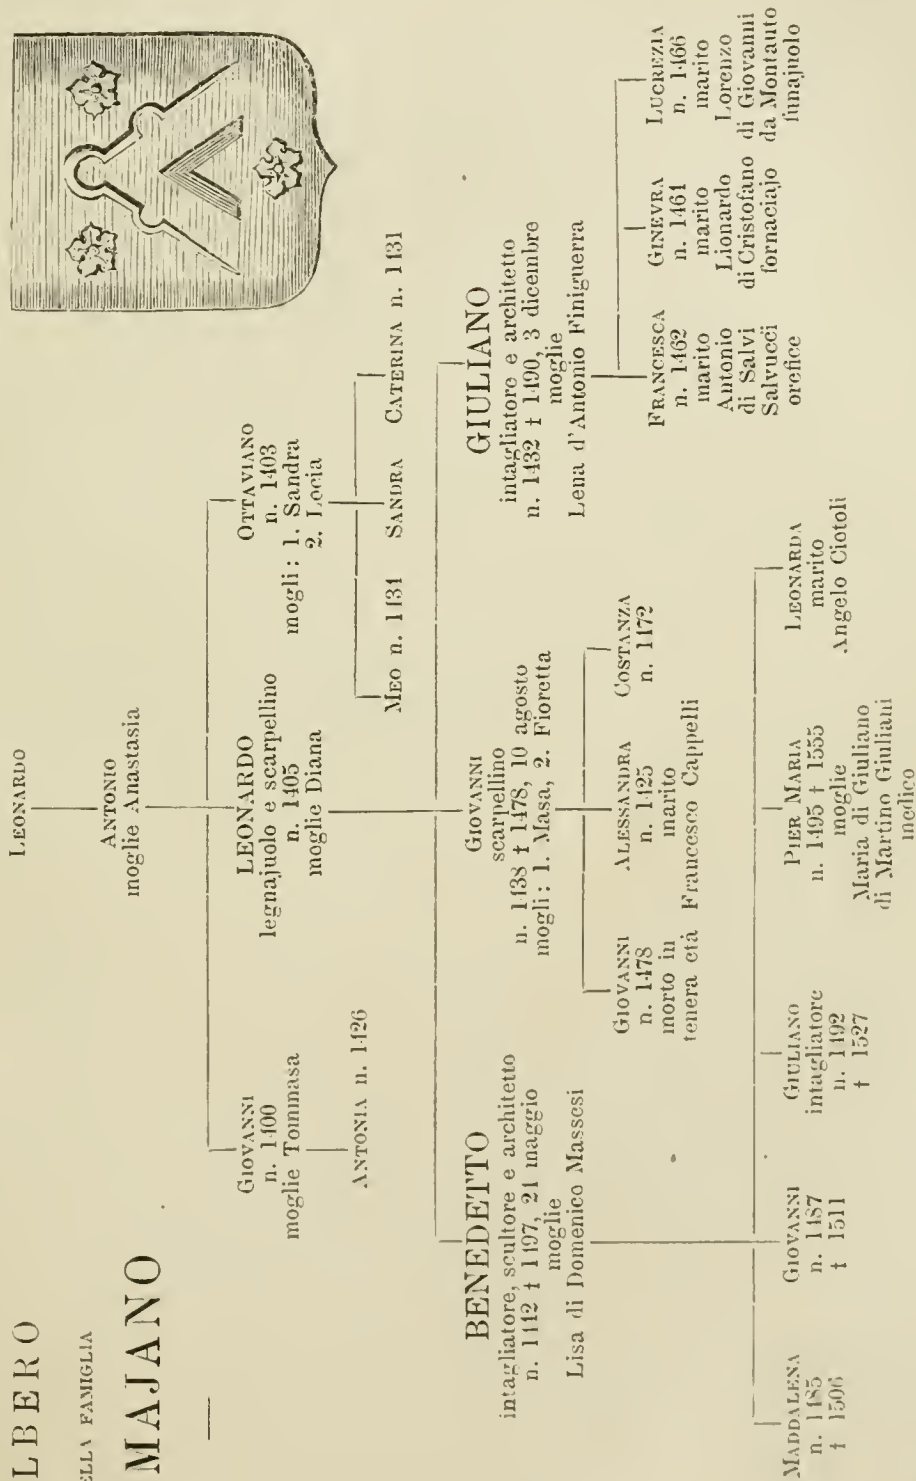 LBERO
ELLA FAMIGLIA
MAJANO
LEONARDO
ANTONIO
moglie Anastasia
GIOVANNI
n. 1400
moglie Tommasa
LEONARDO
legnajuolo e scarpellino
n. 1405
moglie Diana
OTTAVIANO
n. 1403
mogli: 1. Sandra
2. Lecia
ANTONIA n. 1426
MEO n. 1431
SANDRA
CATERINA n. 1431
BENEDETTO
intagliatore, scultore e architetto
n. 1442 † 1497, 24 maggio
moglie
Lisa di Domenico Massesi
GIOVANNI
scarpellino
n. 1438 † 1478, 10 agosto
mogli: 1. Masa, 2. Fioretta
GIULIANO
intagliatore e architetto
n. 1432 † 1490, 3 dicembre
moglie
Lena d'Antonio Finiguerra
GIOVANNI
n. 1478
morto in
tenera età
ALESSANDRA
n. 1425
marito
Francesco Cappelli
COSTANZA
n. 1472
FRANCESCA
n. 1462
marito
Antonio
di Salvi
Salvucci
orefice
GINEVRA
n. 1461
marito
Lionardo
di Cristofano
fornaciajo
LUCREZIA
n. 1466
marito
Lorenzo
di Giovanni
da Montauto
funajuolo
MADDALENA
n. 1485
† 1506
GIOVANNI
n. 1487
† 1511
GIULIANO
intagliatore
n. 1492
† 1527
PIER MARIA
n. 1495 † 1555
moglie
Maria di Giuliano
di Martino Giuliani
medico
LEONARDA
marito
Angelo Ciotoli